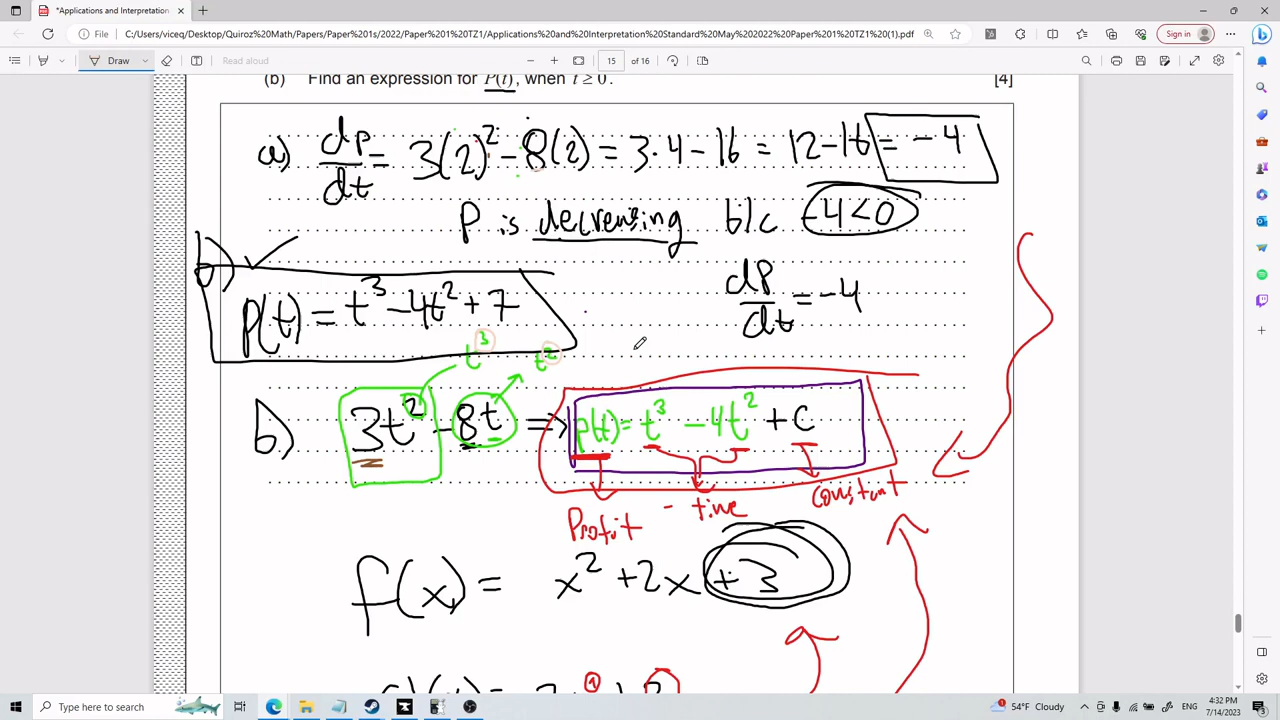 *Applications and Interpretation
File
C:/Users/viceq/Desktop/Quiroz%20Math/Papers/Paper%201s/2022/Paper%201%20TZ1/Applications%20and%20Interpretation%20Standard%20May%202022%20Paper%201%20TZ1%20(1).pdf
Sign in
Draw
Read aloud
15 of 16
(b) Find an expression for P(t), when t ≥ 0. [4]
a) dp/dt = 3(2)² - 8(2) = 3·4 - 16 = 12 - 16 = -4
P is decreasing b/c -4<0
b)
P(t) = t³ - 4t² + 7
dP/dt = -4
t³ t²
b) 3t² - 8t => p(t) = t³ - 4t² + c
Profit - time constant
f(x) = x² + 2x + 3
Type here to search
54°F Cloudy
4:32 PM
7/14/2023